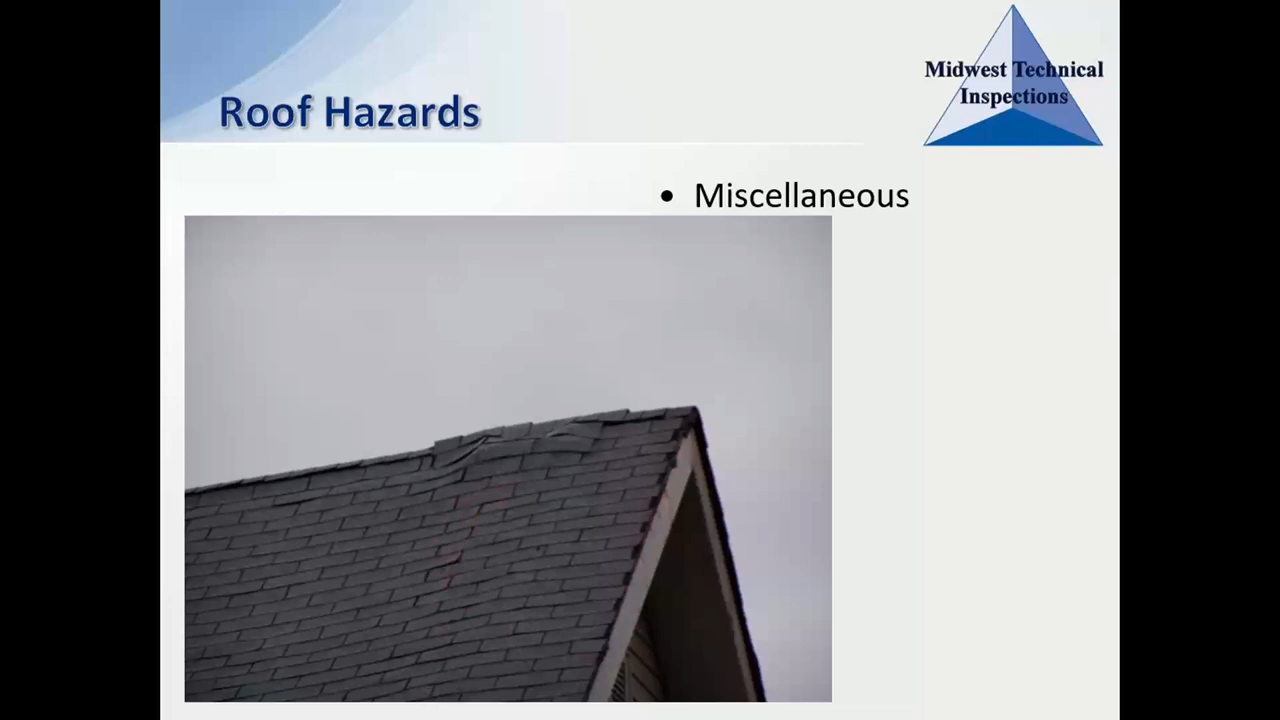 Roof Hazards
Midwest Technical
Inspections
• Miscellaneous